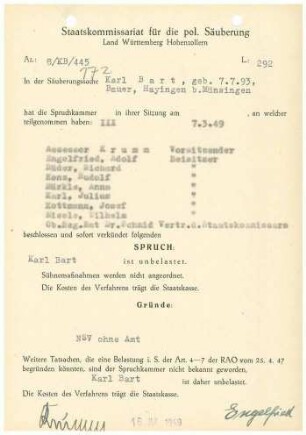 Staatskommissariat für die pol. Säuberung
Land Württemberg Hohenzollern
Az.: 8/KB/445
L: 292
772
In der Säuberungssache Karl Bart, geb. 7.7.93,
Bauer, Hayingen b.Münsingen
hat die Spruchkammer in ihrer Sitzung am , an welcher
teilgenommen haben: III 7.3.49
Assessor Krumm Vorsitzender
Engelfried, Adolf Beisitzer
Richard "
Rudolf "
Bürkle, Anna "
Karl, Julius "
Kottmann, Josef "
Wilhelm "
Ob.Reg.Rat Dr.Schmid Vertr.d.Staatskommissars
beschlossen und sofort verkündet folgenden
SPRUCH:
Karl Bart
ist unbelastet.
Sühnemaßnahmen werden nicht angeordnet.
Die Kosten des Verfahrens trägt die Staatskasse.
Gründe:
NSV ohne Amt
Weitere Tatsachen, die eine Belastung i. S. der Art. 4—7 der RAO vom 25. 4. 47
begründen könnten, sind der Spruchkammer nicht bekannt geworden.
Karl Bart ist daher unbelastet.
Die Kosten des Verfahrens trägt die Staatskasse.
1949
Engelfried